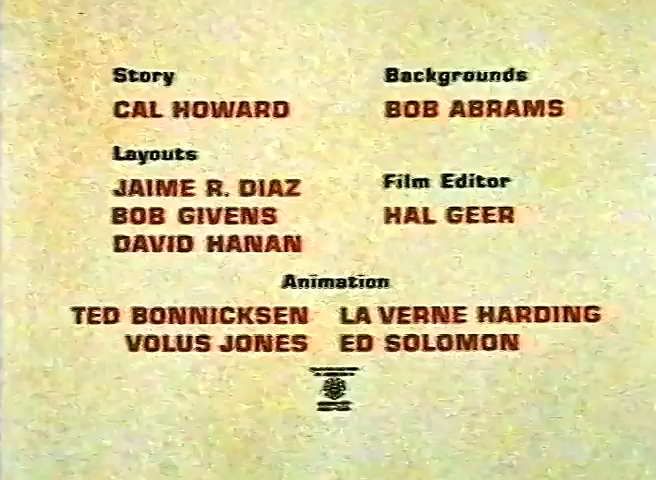 Story
CAL HOWARD
Backgrounds
BOB ABRAMS
Layouts
JAIME R. DIAZ
BOB GIVENS
DAVID HANAN
Film Editor
HAL GEER
Animation
TED BONNICKSEN LA VERNE HARDING
VOLUS JONES ED SOLOMON